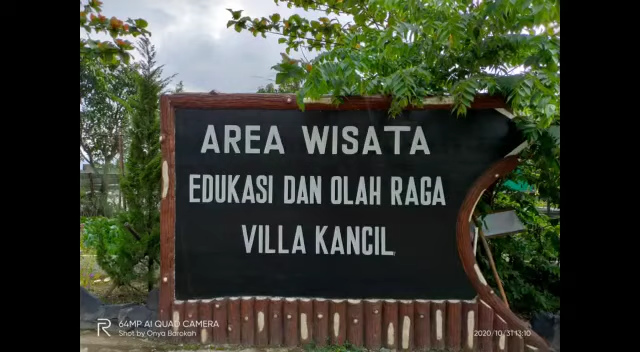 AREA WISATA
EDUKASI DAN OLAH RAGA
VILLA KANCIL
64MP AI QUAD CAMERA
Shot by Onya Barokah
2020/10/31 13:10